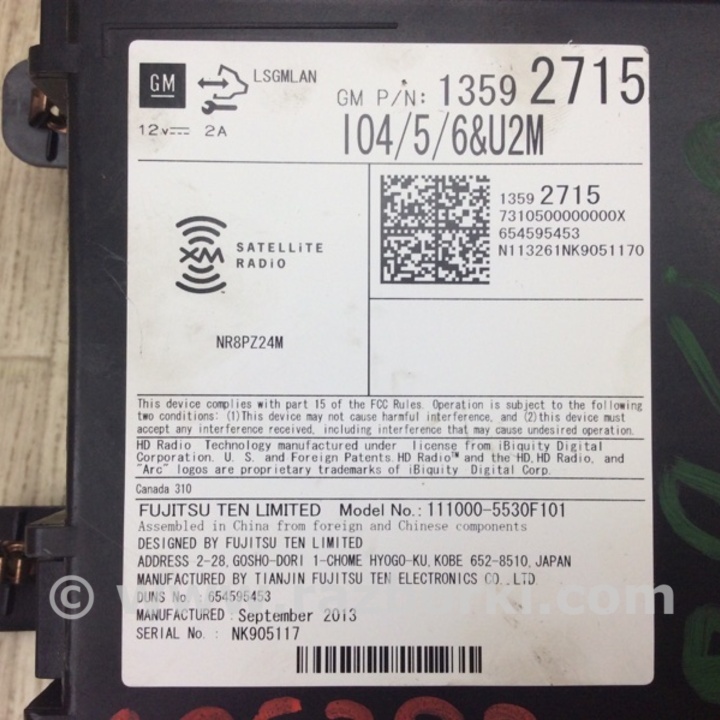 GM LSGMLAN
GM P/N: 1359 2715
12v 2A
IO4/5/6&U2M
1359 2715
7310500000000X
654595453
N113261NK9051170
XM SATELLiTE
RADiO
NR8PZ24M
This device complies with part 15 of the FCC Rules. Operation is subject to the following
two conditions: (1)This device may not cause harmful interference, and (2)this device must
accept any interference received, including interference that may cause undesired operation.
HD Radio Technology manufactured under license from iBiquity Digital
Corporation. U. S. and Foreign Patents. HD Radio™ and the HD, HD Radio, and
"Arc" logos are proprietary trademarks of iBiquity Digital Corp.
Canada 310
FUJITSU TEN LIMITED Model No.: 111000-5530F101
Assembled in China from foreign and Chinese components
DESIGNED BY FUJITSU TEN LIMITED
ADDRESS 2-28, GOSHO-DORI 1-CHOME HYOGO-KU, KOBE 652-8510, JAPAN
MANUFACTURED BY TIANJIN FUJITSU TEN ELECTRONICS CO., LTD
DUNS No.: 654595453
MANUFACTURED: September 2013
SERIAL No.: NK905117